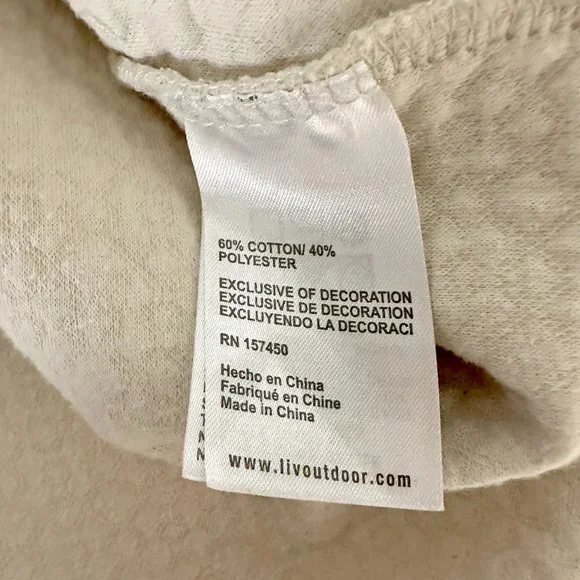 60% COTTON/ 40%
POLYESTER
EXCLUSIVE OF DECORATION
EXCLUSIVE DE DECORATION
EXCLUYENDO LA DECORACI
RN 157450
Hecho en China
Fabriqué en Chine
Made in China
www.livoutdoor.com